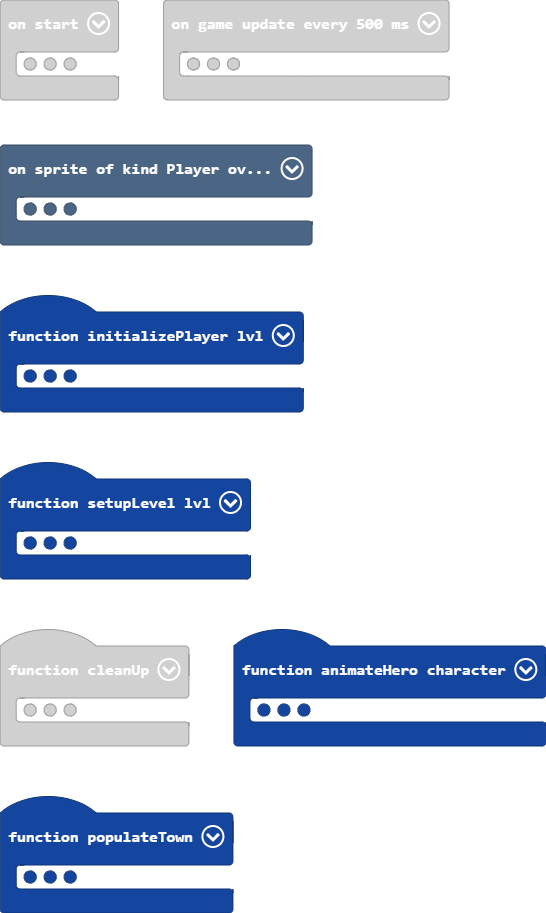 on start
on game update every 500 ms
on sprite of kind Player ov...
function initializePlayer lvl
function setupLevel lvl
function cleanUp
function animateHero character
function populateTown